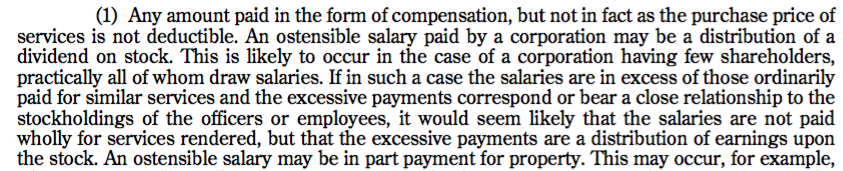 (1) Any amount paid in the form of compensation, but not in fact as the purchase price of
services is not deductible. An ostensible salary paid by a corporation may be a distribution of a
dividend on stock. This is likely to occur in the case of a corporation having few shareholders,
practically all of whom draw salaries. If in such a case the salaries are in excess of those ordinarily
paid for similar services and the excessive payments correspond or bear a close relationship to the
stockholdings of the officers or employees, it would seem likely that the salaries are not paid
wholly for services rendered, but that the excessive payments are a distribution of earnings upon
the stock. An ostensible salary may be in part payment for property. This may occur, for example,